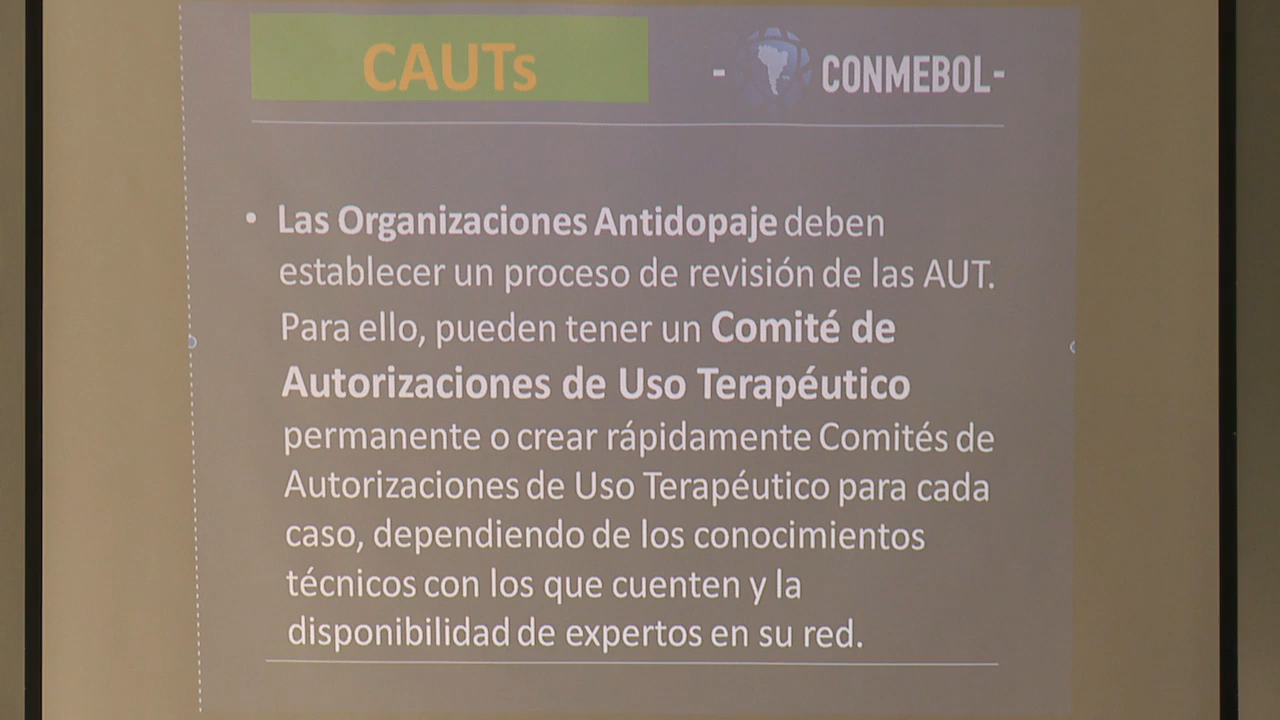 CAUTs
- CONMEBOL-
• Las Organizaciones Antidopaje deben
establecer un proceso de revisión de las AUT.
Para ello, pueden tener un Comité de
Autorizaciones de Uso Terapéutico
permanente o crear rápidamente Comités de
Autorizaciones de Uso Terapéutico para cada
caso, dependiendo de los conocimientos
técnicos con los que cuenten y la
disponibilidad de expertos en su red.